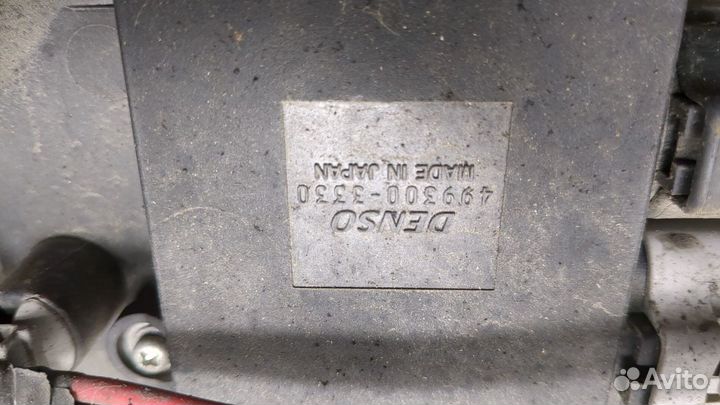 DENSO
499300-3330
MADE IN JAPAN
Avito